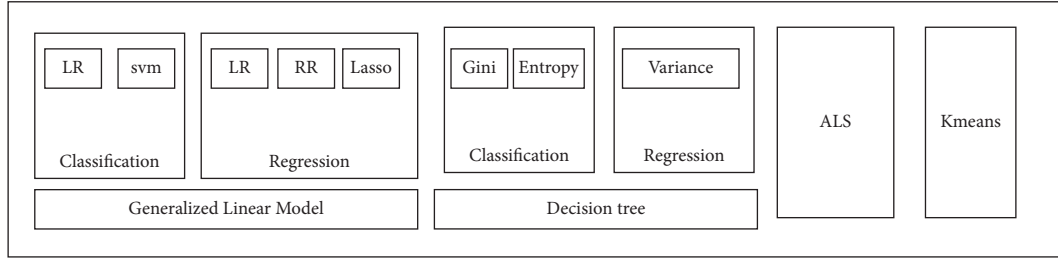 LR
svm
Classification
LR
RR
Lasso
Regression
Generalized Linear Model
Gini
Entropy
Classification
Variance
Regression
Decision tree
ALS
Kmeans